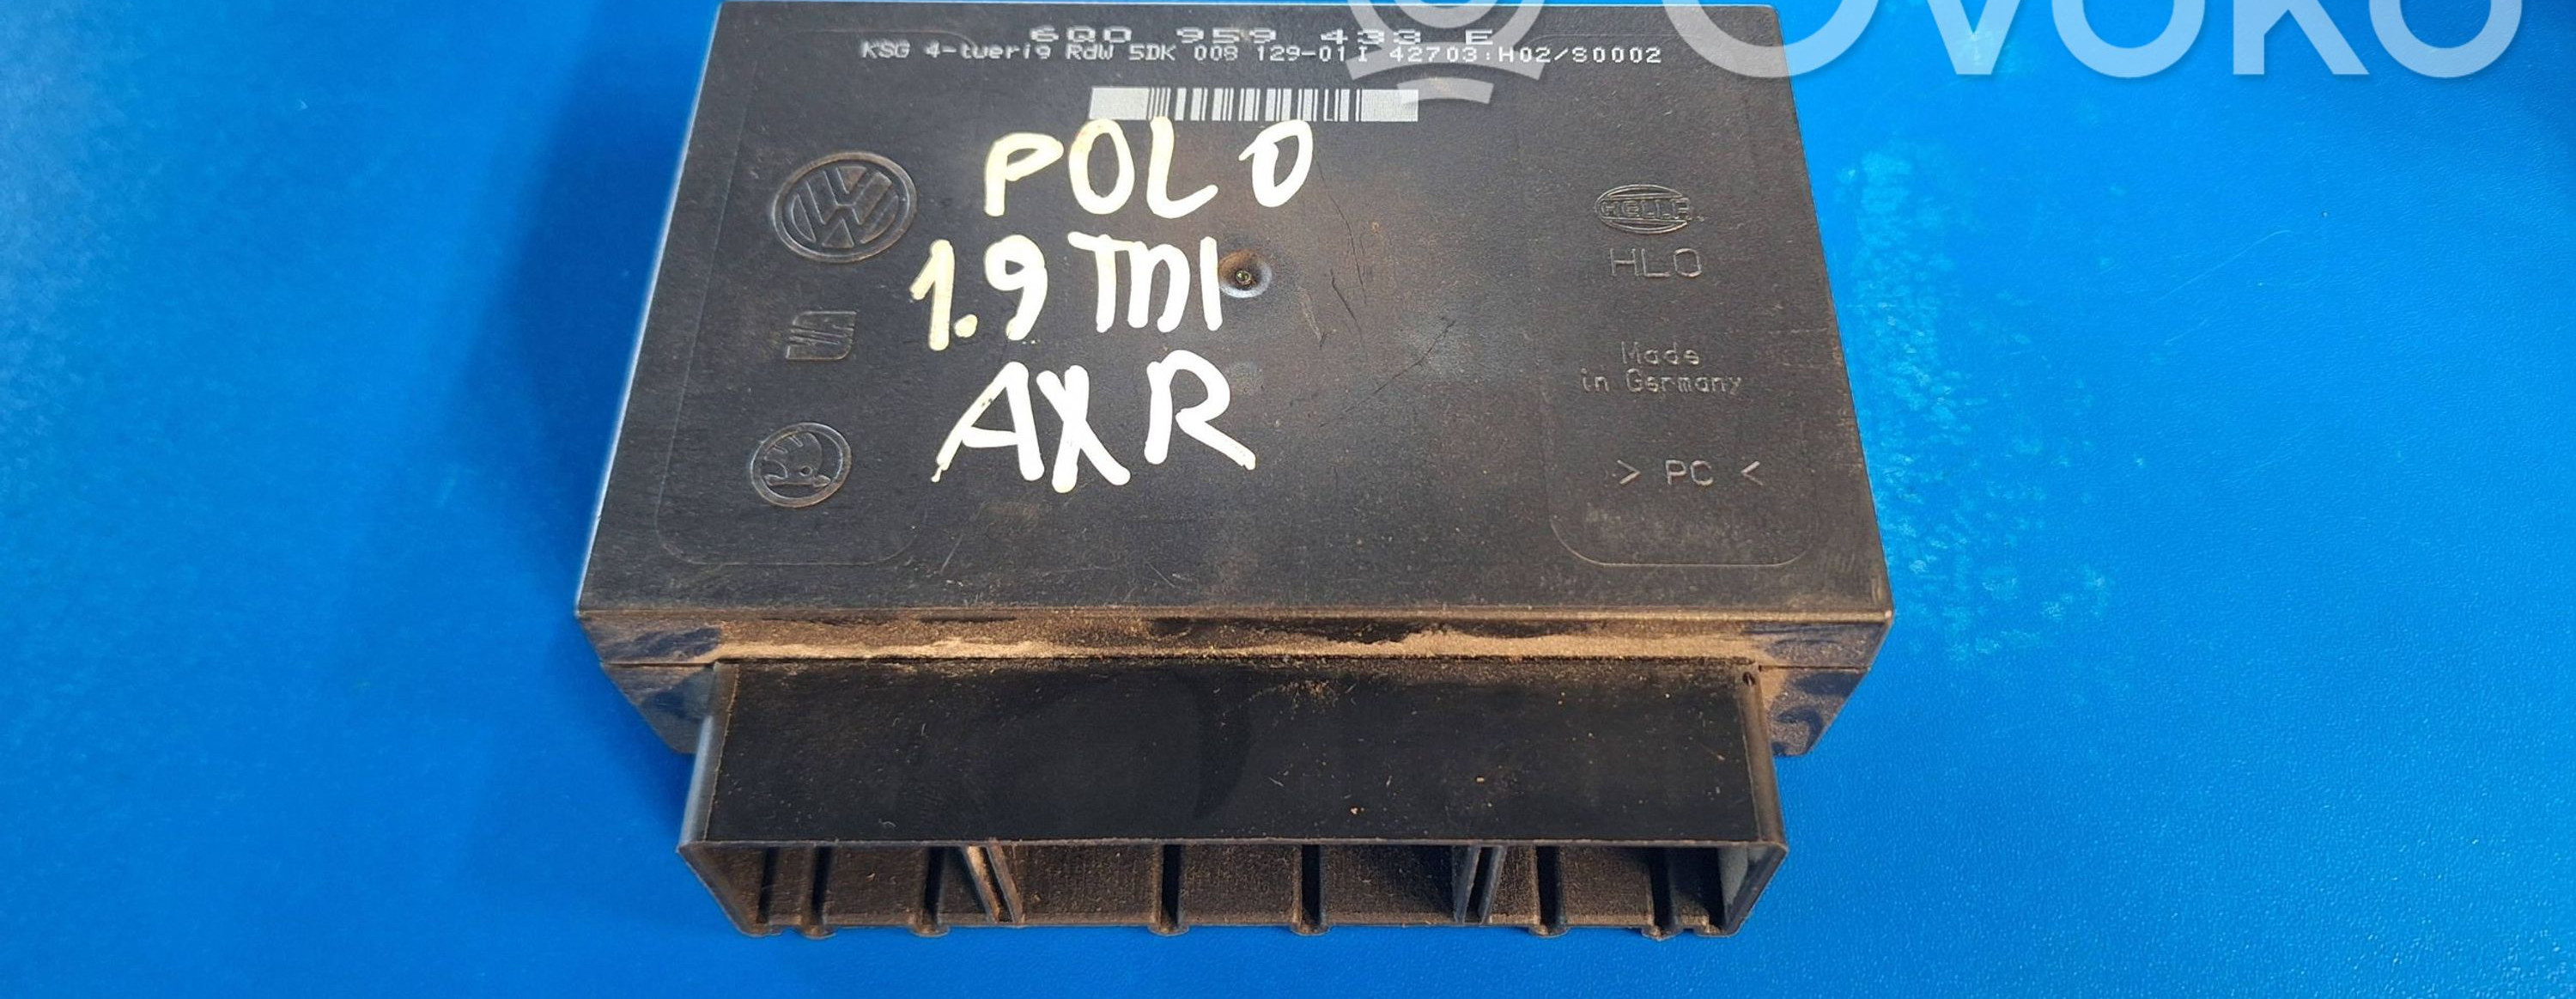 OVOKO
6Q0 959 433 E
KSG 4-tuerig RdW 5DK 008 129-01 I 42703:H02/S0002
POLO
1.9 TDI
AXR
HELLA
HLO
Made
in Germany
> PC <